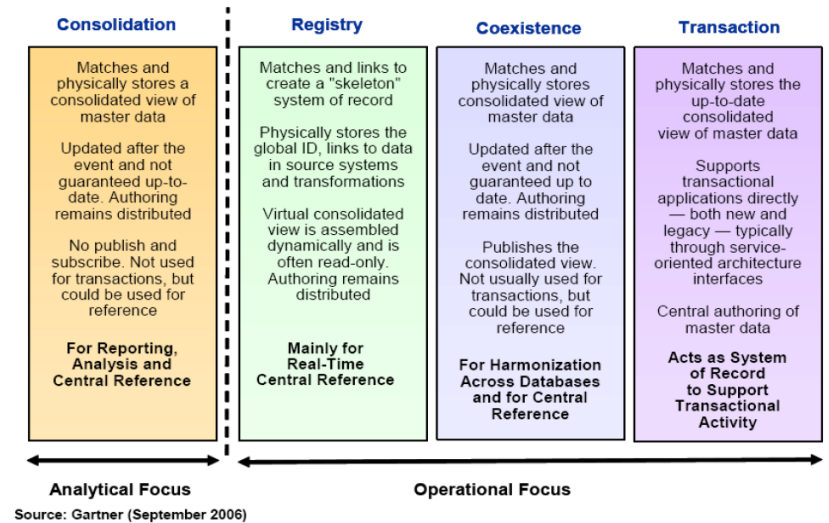 Consolidation
Matches and
physically stores a
consolidated view of
master data
Updated after the
event and not
guaranteed up-to-
date. Authoring
remains distributed
No publish and
subscribe. Not used
for transactions, but
could be used for
reference
For Reporting,
Analysis and
Central Reference
Registry
Matches and links to
create a "skeleton"
system of record
Physically stores the
global ID, links to data
in source systems
and transformations
Virtual consolidated
view is assembled
dynamically and is
often read-only.
Authoring remains
distributed
Mainly for
Real-Time
Central Reference
Coexistence
Matches and
physically stores
consolidated view of
master data
Updated after the
event and not
guaranteed up to
date. Authoring
remains distributed
Publishes the
consolidated view.
Not usually used for
transactions, but
could be used for
reference
For Harmonization
Across Databases
and for Central
Reference
Transaction
Matches and
physically stores the
up-to-date
consolidated
view of master data
Supports
transactional
applications directly
— both new and
legacy — typically
through service-
oriented architecture
interfaces
Central authoring of
master data
Acts as System
of Record
to Support
Transactional
Activity
Analytical Focus
Operational Focus
Source: Gartner (September 2006)